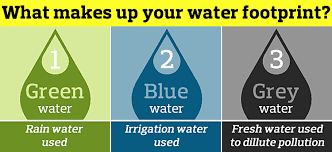 What makes up your water footprint?
1
Green
water
Rain water
used
2
Blue
water
Irrigation water
used
3
Grey
water
Fresh water used
to dilute pollution